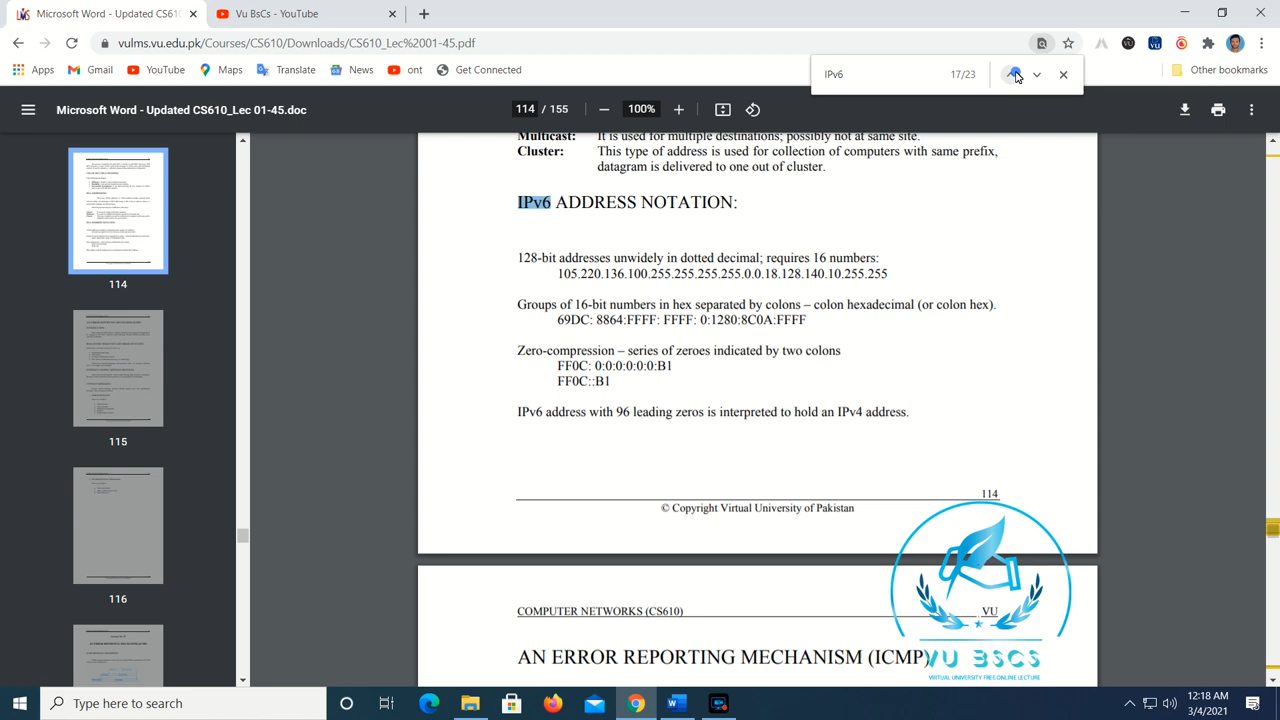 Microsoft Word - Updated CS610
Vu BsCs - YouTube
vulms.vu.edu.pk/Courses/CS610/Downloads/CS610_Lec%2001-45.pdf
Apps
Gmail
YouTube
Maps
Translate
News
ont
Get Connected
IPv6
17/23
Other bookmarks
Microsoft Word - Updated CS610_Lec 01-45.doc
114 / 155
100%
Multicast: It is used for multiple destinations; possibly not at same site.
Cluster: This type of address is used for collection of computers with same prefix,
datagram is delivered to one out of cluster.
IPv6 ADDRESS NOTATION:
128-bit addresses unwidely in dotted decimal; requires 16 numbers:
105.220.136.100.255.255.255.255.0.0.18.128.140.10.255.255
Groups of 16-bit numbers in hex separated by colons – colon hexadecimal (or colon hex).
69DC: 8864:FFFF: FFFF: 0:1280:8C0A:FFFF
Zero-compression – series of zeroes indicated by two colons
FF0C: 0:0:0:0:0:0:B1
FF0C::B1
IPv6 address with 96 leading zeros is interpreted to hold an IPv4 address.
114
© Copyright Virtual University of Pakistan
COMPUTER NETWORKS (CS610) VU
AN ERROR REPORTING MECHANISM (ICMP)
VU BSCS
VIRTUAL UNIVERSITY FREE ONLINE LECTURE
114
115
116
Type here to search
12:18 AM
3/4/2021